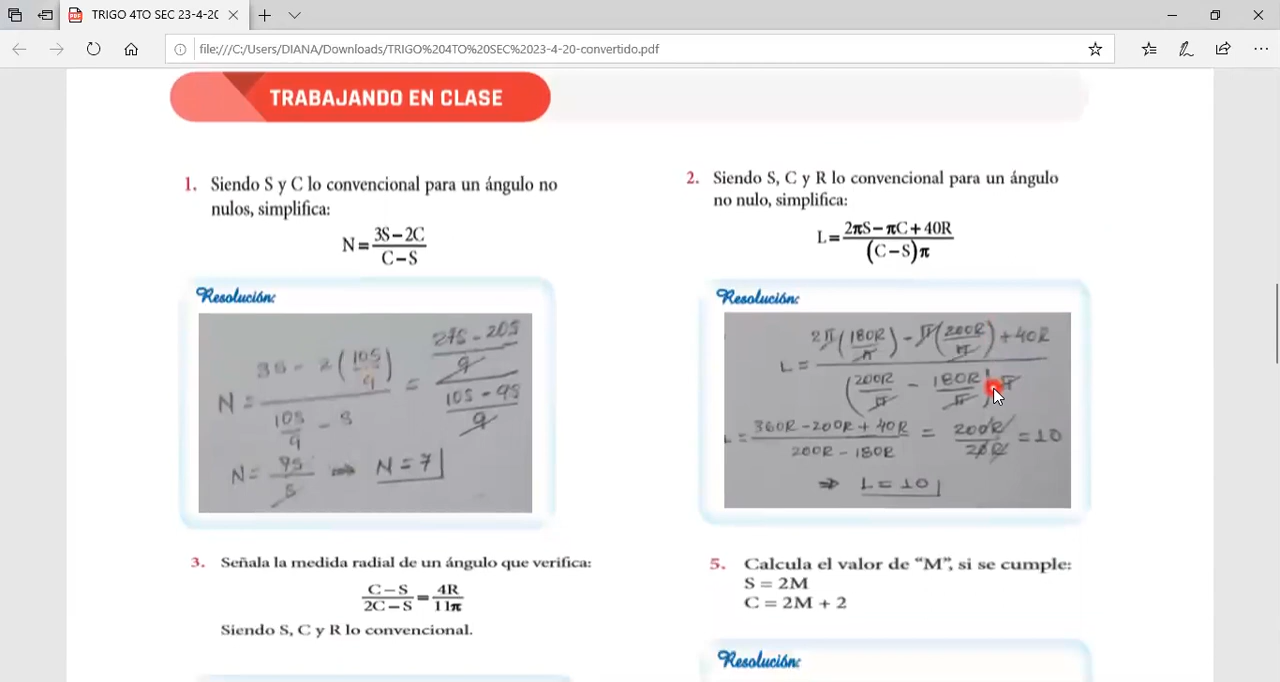 TRIGO 4TO SEC 23-4-20
file:///C:/Users/DIANA/Downloads/TRIGO%204TO%20SEC%2023-4-20-convertido.pdf
TRABAJANDO EN CLASE
1. Siendo S y C lo convencional para un ángulo no
nulos, simplifica:
N = 3S – 2C / C – S
Resolución:
N = 3S - 2(10S/9) / 10S/9 - S = 27S - 20S / 9 / 10S - 9S / 9
N = 7S / S ⇒ N = 7
2. Siendo S, C y R lo convencional para un ángulo
no nulo, simplifica:
L = 2πS – πC + 40R / (C – S)π
Resolución:
L = 2π(180R/π) - π(200R/π) + 40R / (200R/π - 180R/π)π
L = 360R - 200R + 40R / 200R - 180R = 200R / 20R = 10
⇒ L = 10
3. Señala la medida radial de un ángulo que verifica:
C – S / 2C – S = 4R / 11π
Siendo S, C y R lo convencional.
5. Calcula el valor de “M”, si se cumple:
S = 2M
C = 2M + 2
Resolución: